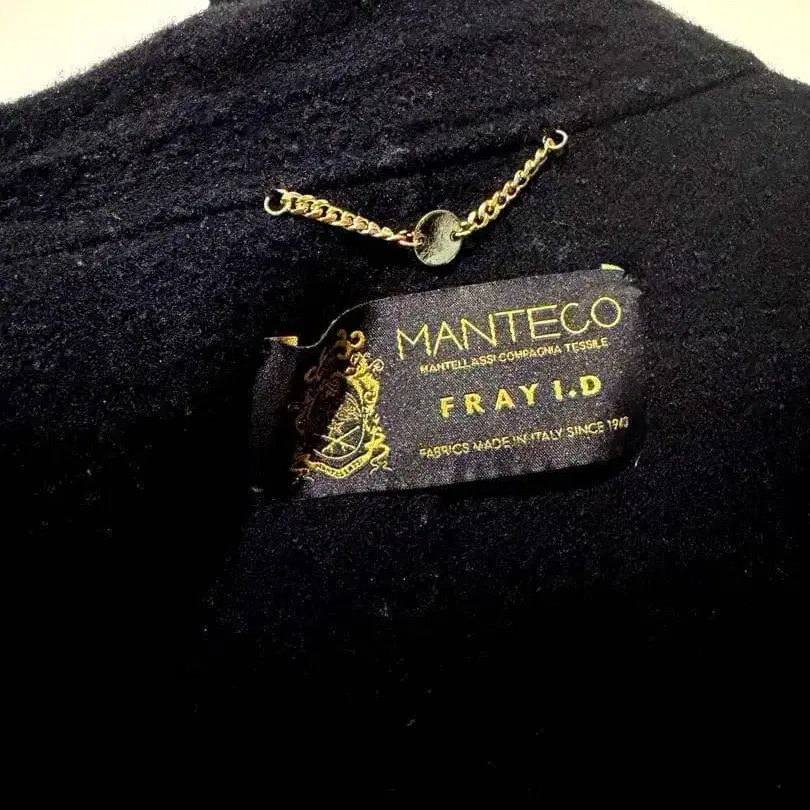 MANTECO
MANTELLASSI COMPAGNIA TESSILE
FRAY I.D
FABRICS MADE IN ITALY SINCE 1943